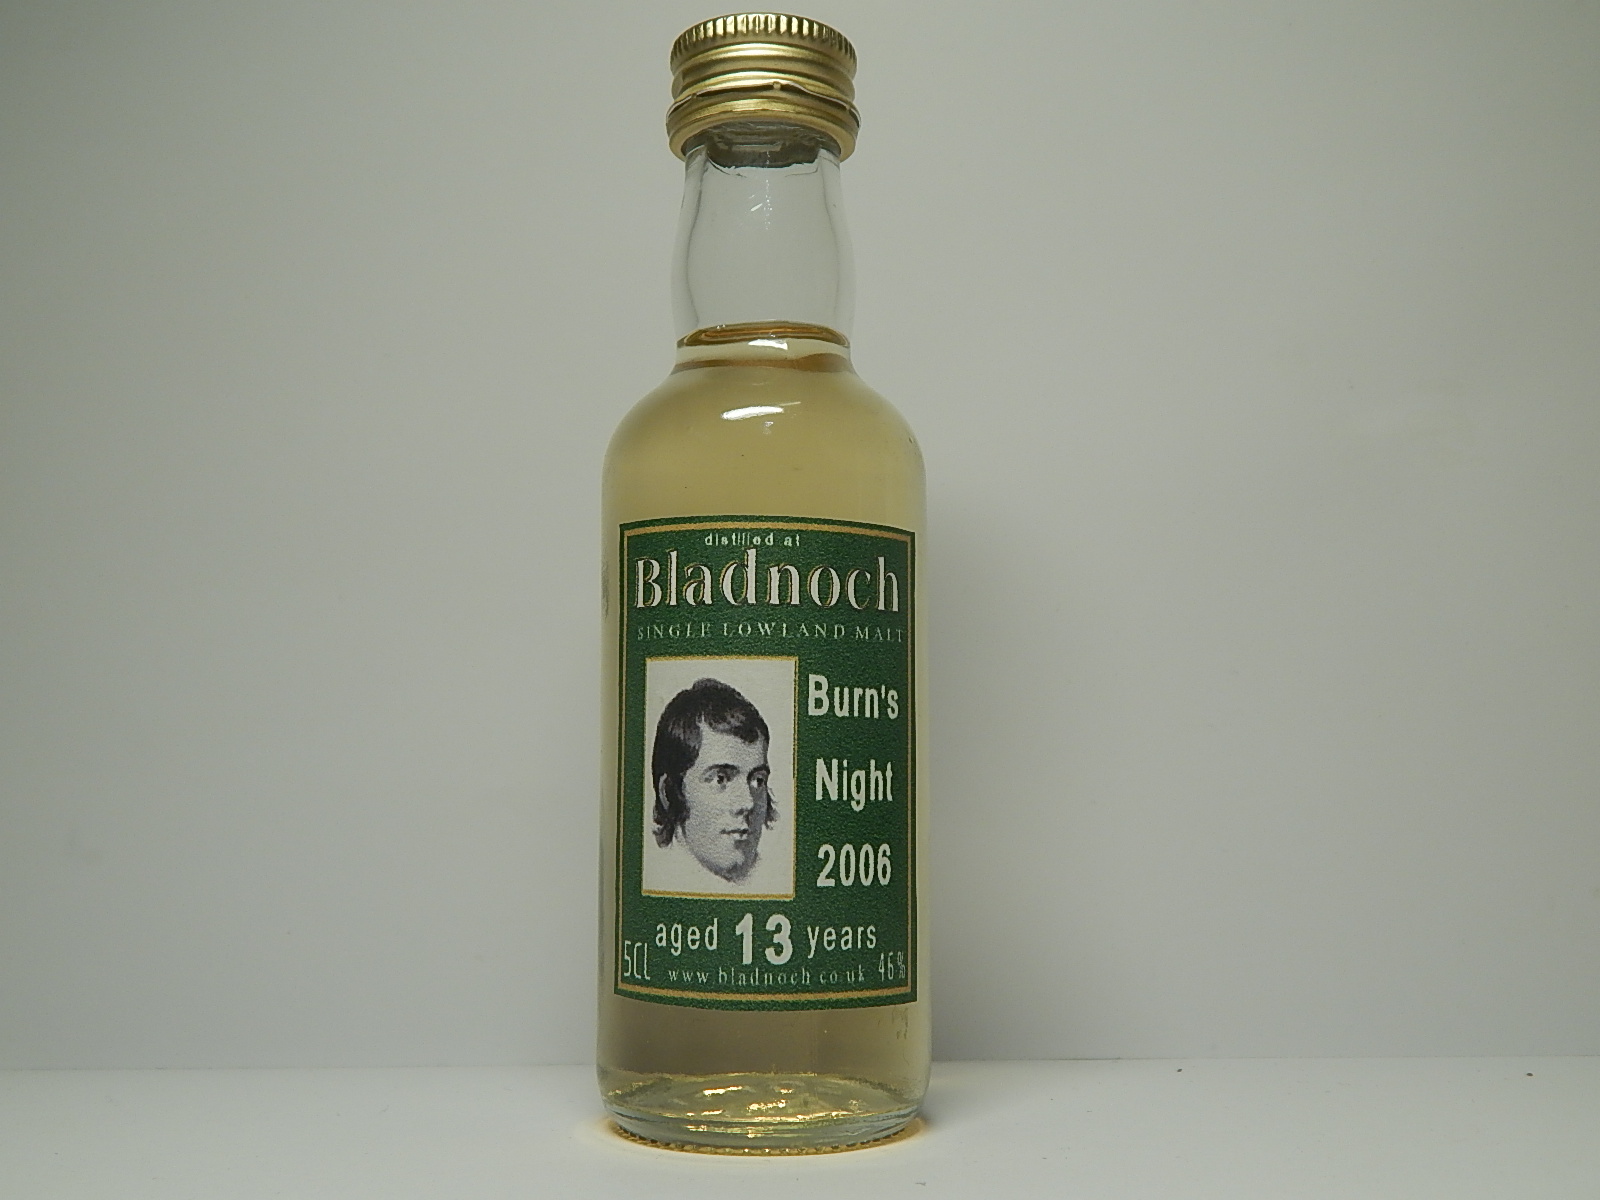 distilled at
Bladnoch
SINGLE LOWLAND MALT
Burn's
Night
2006
aged 13 years
5CL www.bladnoch.co.uk 46%